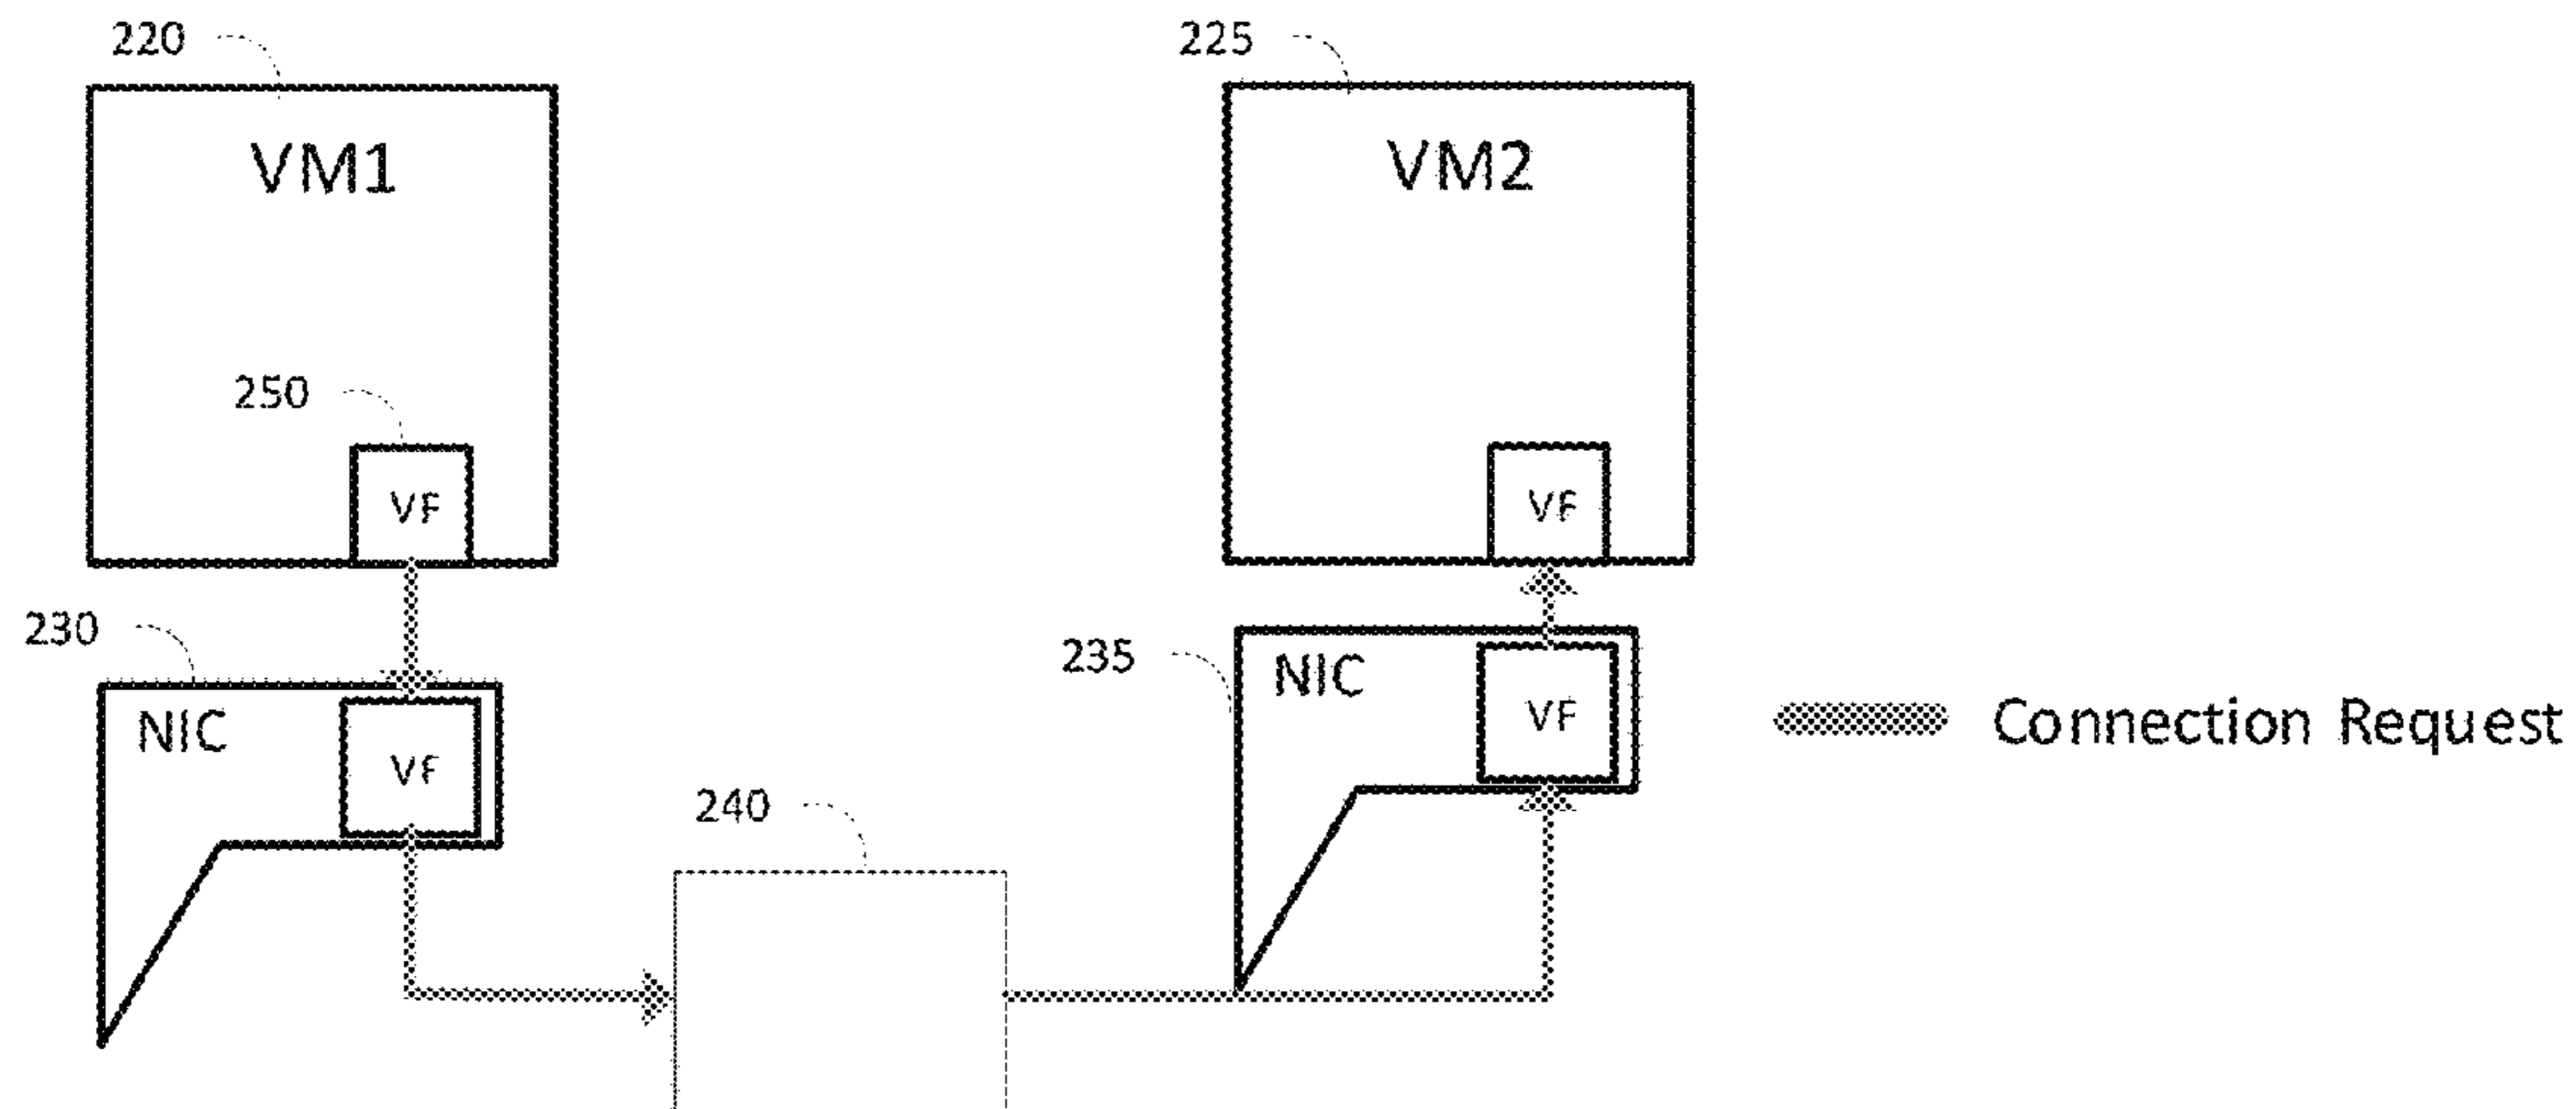 220
225
VM1
VM2
250
VF
VF
230
235
NIC
NIC
VF
VF
Connection Request
240